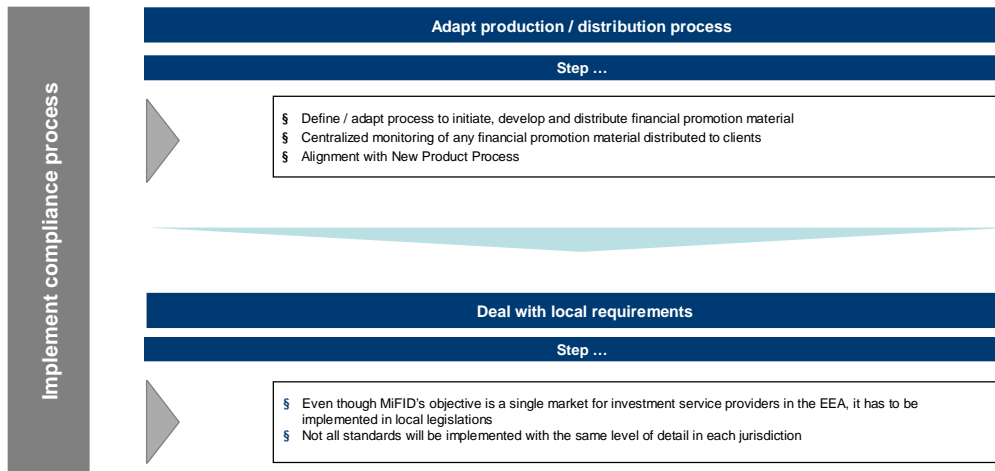 Implement compliance process
Adapt production / distribution process
Step …
§ Define / adapt process to initiate, develop and distribute financial promotion material
§ Centralized monitoring of any financial promotion material distributed to clients
§ Alignment with New Product Process
Deal with local requirements
Step …
§ Even though MiFID's objective is a single market for investment service providers in the EEA, it has to be
implemented in local legislations
§ Not all standards will be implemented with the same level of detail in each jurisdiction